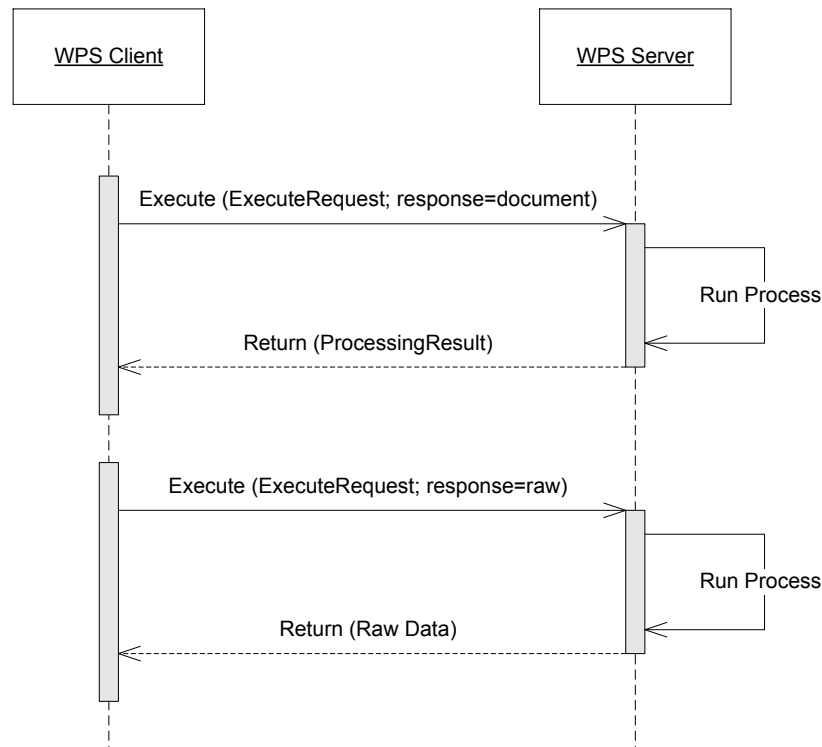 WPS Client
WPS Server
Execute (ExecuteRequest; response=document)
Run Process
Return (ProcessingResult)
Execute (ExecuteRequest; response=raw)
Run Process
Return (Raw Data)